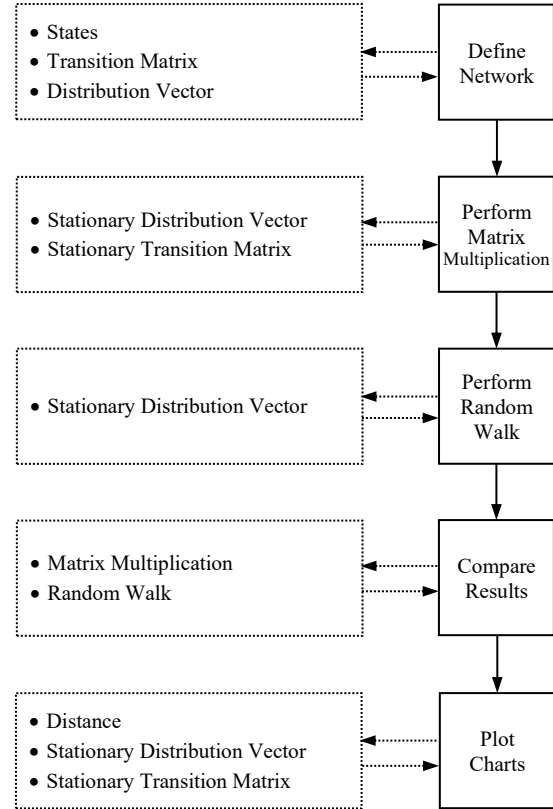 • States
• Transition Matrix
• Distribution Vector
Define
Network
• Stationary Distribution Vector
• Stationary Transition Matrix
Perform
Matrix
Multiplication
• Stationary Distribution Vector
Perform
Random
Walk
• Matrix Multiplication
• Random Walk
Compare
Results
• Distance
• Stationary Distribution Vector
• Stationary Transition Matrix
Plot
Charts